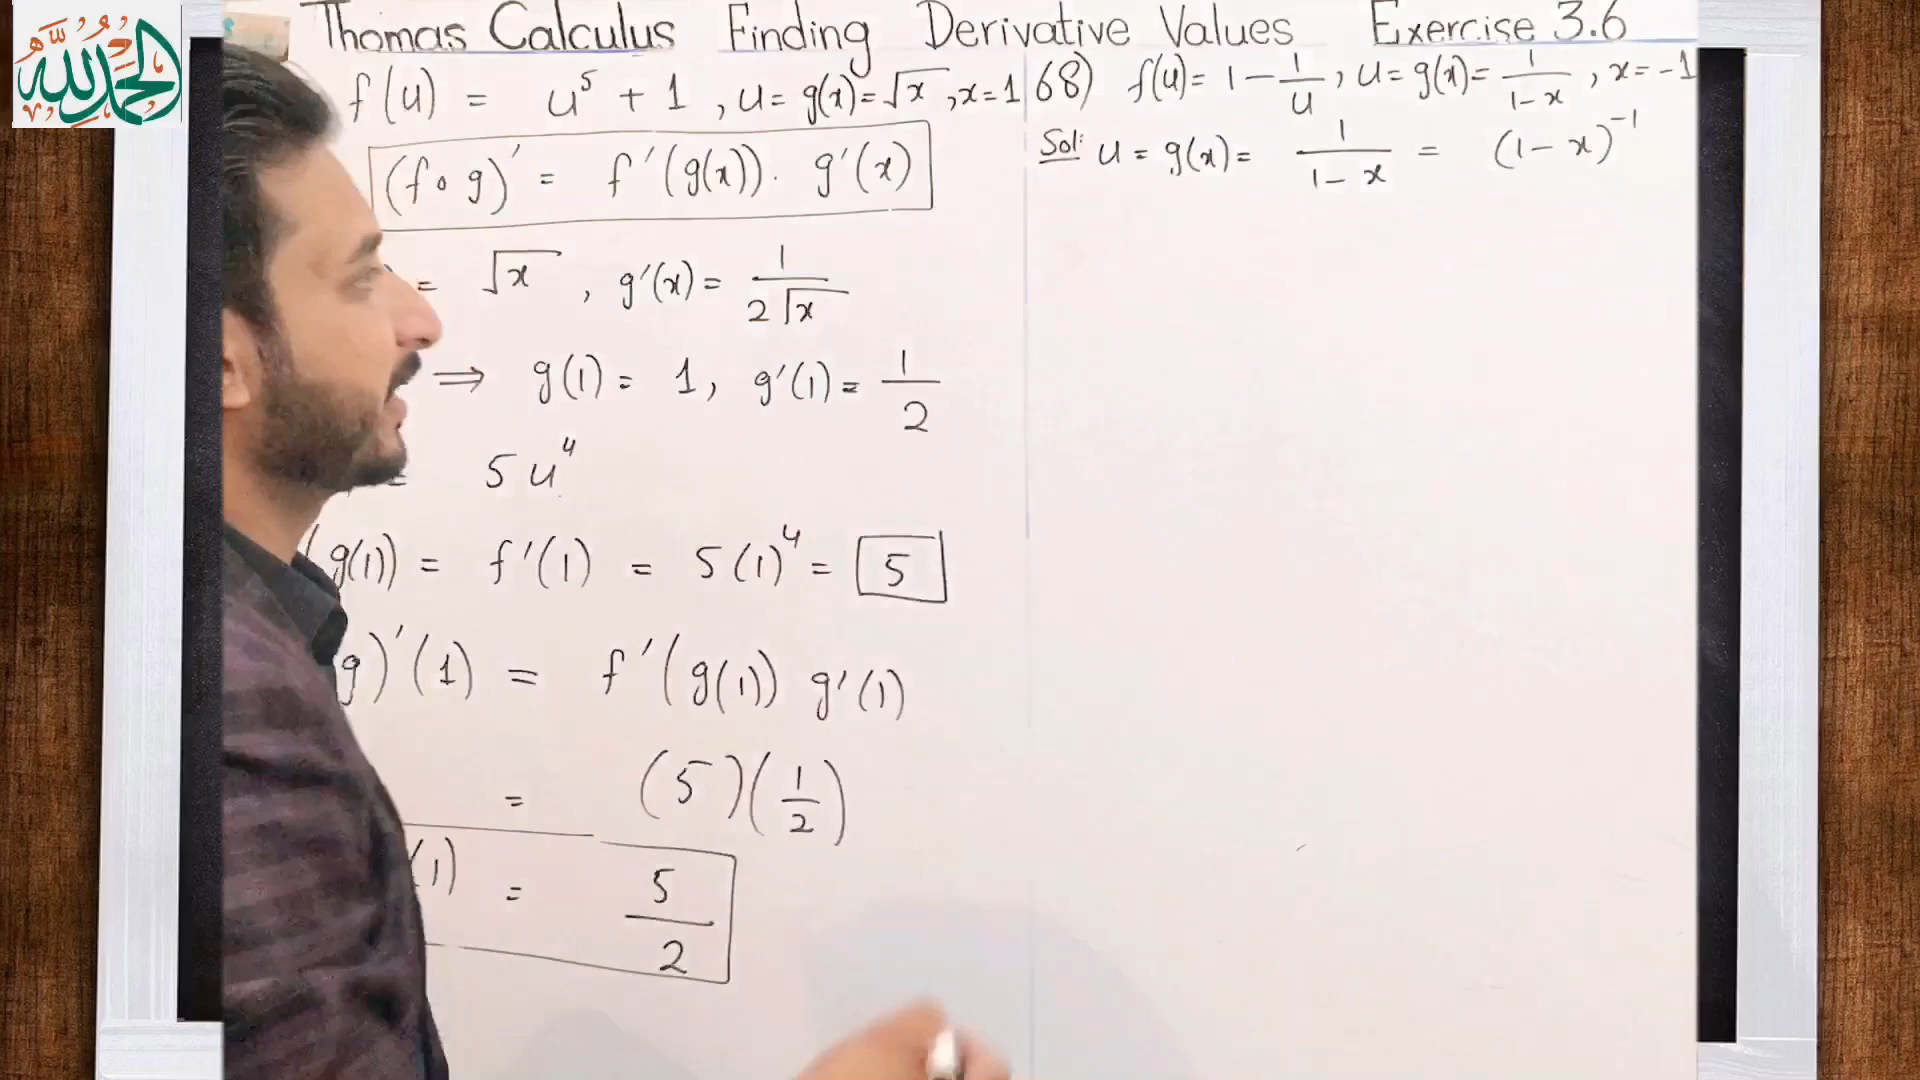 الحمد لله
Thomas Calculus Finding Derivative Values Exercise 3.6
f(u) = u⁵ + 1 , u = g(x) = √x , x = 1
(f∘g)' = f'(g(x)) . g'(x)
= √x , g'(x) = 1/(2√x)
⇒ g(1) = 1 , g'(1) = 1/2
= 5u⁴
(g(1) = f'(1) = 5(1)⁴ = 5
g)'(1) = f'(g(1) g'(1)
= (5)(1/2)
(1) = 5/2
68) f(u) = 1 - 1/u , u = g(x) = 1/(1-x) , x = -1
Sol: u = g(x) = 1/(1-x) = (1-x)⁻¹